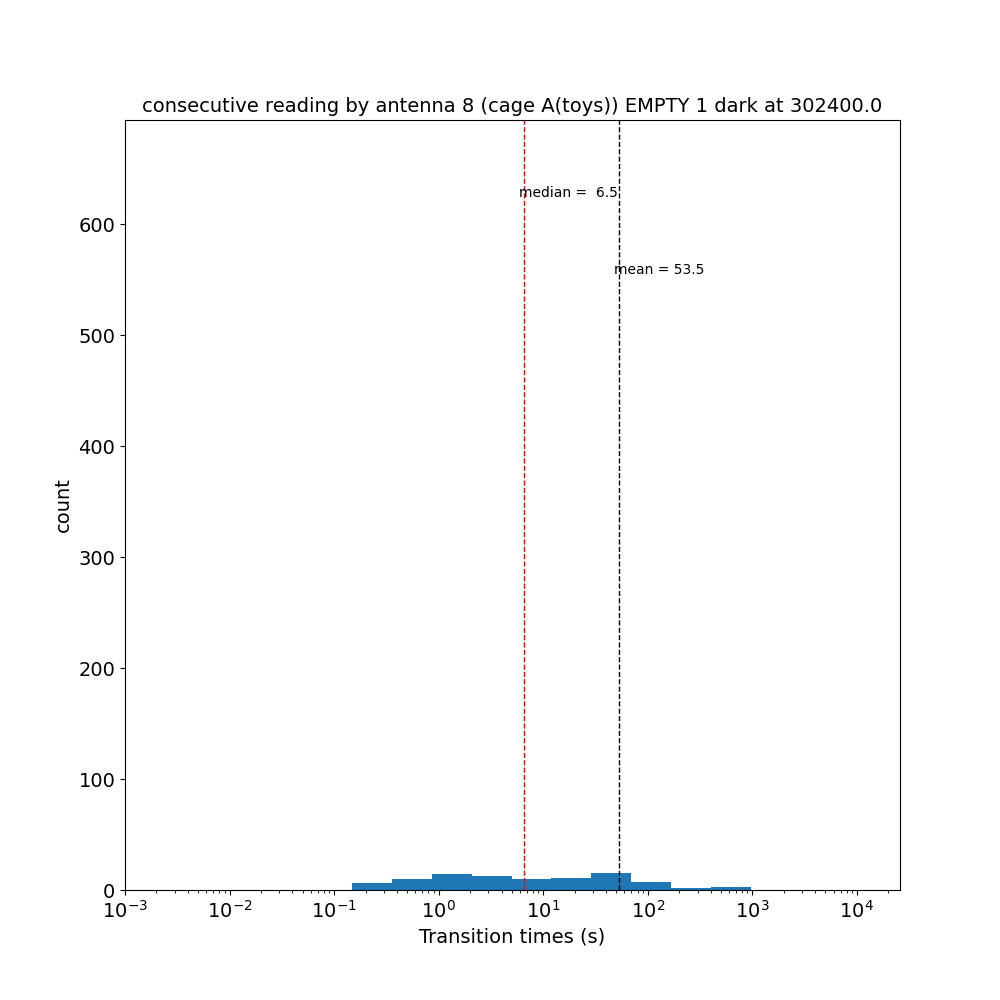 consecutive reading by antenna 8 (cage A(toys)) EMPTY 1 dark at 302400.0
median =  6.5
mean = 53.5
600
500
400
300
200
100
0
count
10⁻³ 10⁻² 10⁻¹ 10⁰ 10¹ 10² 10³ 10⁴
Transition times (s)